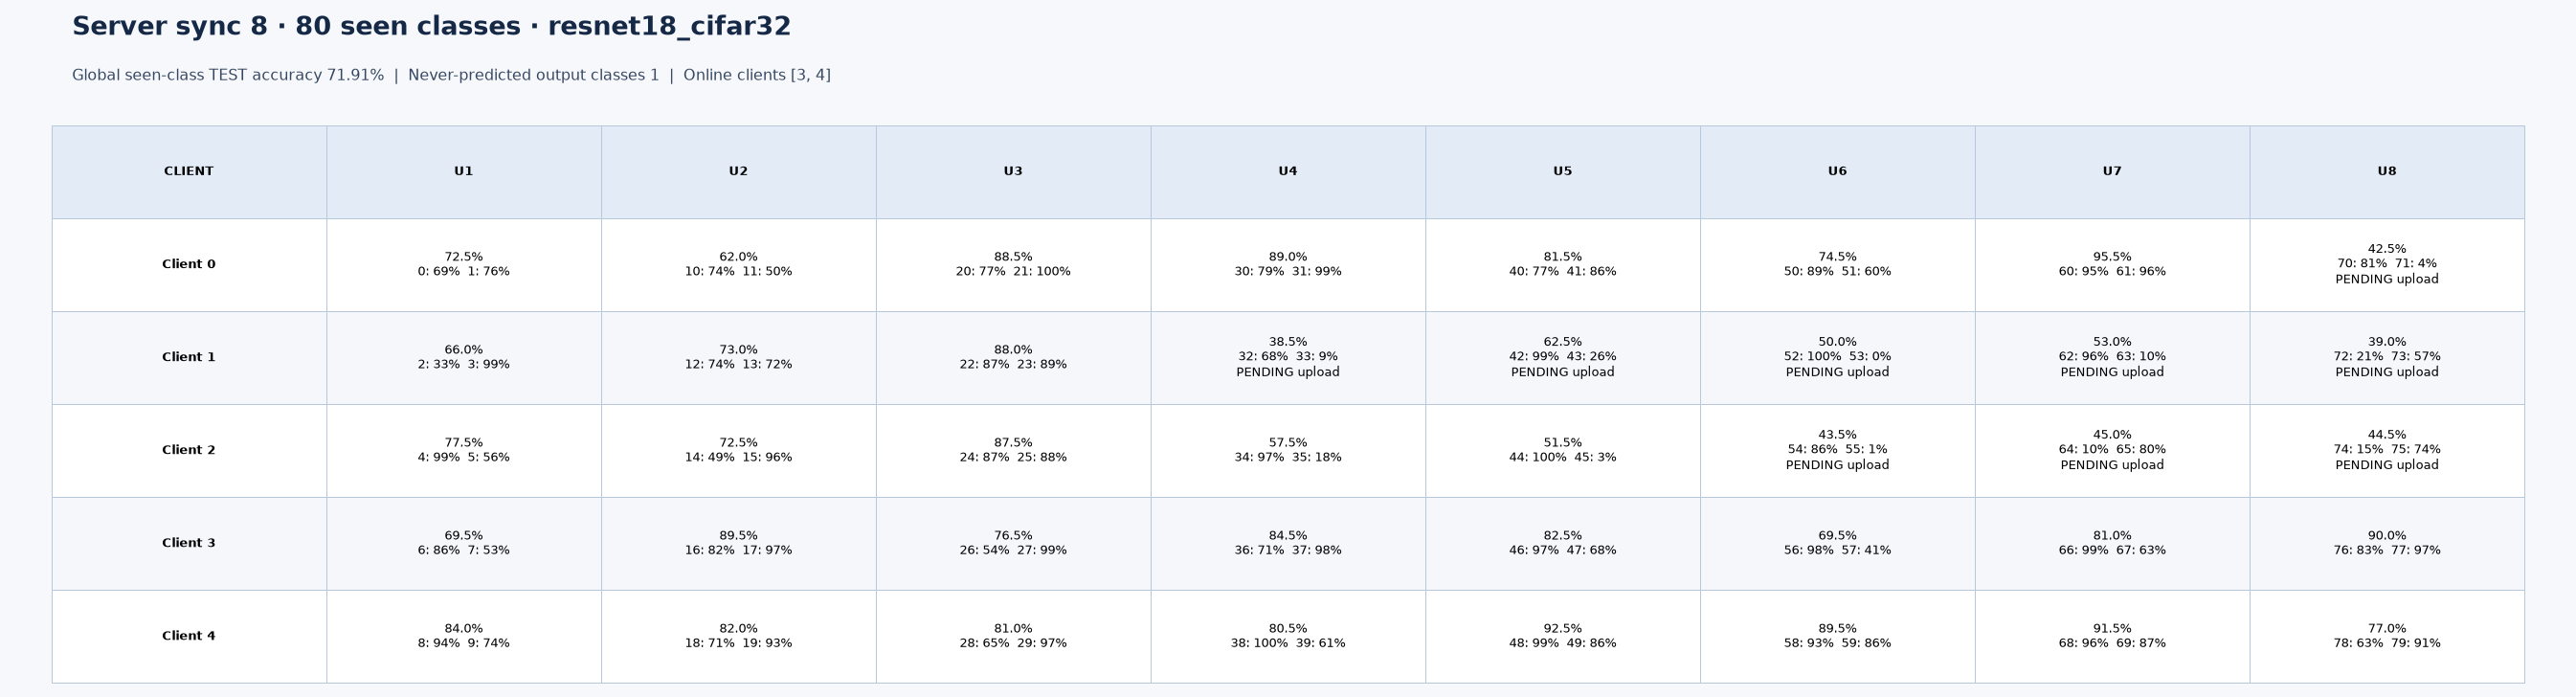 Server sync 8 · 80 seen classes · resnet18_cifar32
Global seen-class TEST accuracy 71.91%  |  Never-predicted output classes 1  |  Online clients [3, 4]
CLIENT U1 U2 U3 U4 U5 U6 U7 U8
Client 0
72.5%
0: 69%  1: 76%
62.0%
10: 74%  11: 50%
88.5%
20: 77%  21: 100%
89.0%
30: 79%  31: 99%
81.5%
40: 77%  41: 86%
74.5%
50: 89%  51: 60%
95.5%
60: 95%  61: 96%
42.5%
70: 81%  71: 4%
PENDING upload
Client 1
66.0%
2: 33%  3: 99%
73.0%
12: 74%  13: 72%
88.0%
22: 87%  23: 89%
38.5%
32: 68%  33: 9%
PENDING upload
62.5%
42: 99%  43: 26%
PENDING upload
50.0%
52: 100%  53: 0%
PENDING upload
53.0%
62: 96%  63: 10%
PENDING upload
39.0%
72: 21%  73: 57%
PENDING upload
Client 2
77.5%
4: 99%  5: 56%
72.5%
14: 49%  15: 96%
87.5%
24: 87%  25: 88%
57.5%
34: 97%  35: 18%
51.5%
44: 100%  45: 3%
43.5%
54: 86%  55: 1%
PENDING upload
45.0%
64: 10%  65: 80%
PENDING upload
44.5%
74: 15%  75: 74%
PENDING upload
Client 3
69.5%
6: 86%  7: 53%
89.5%
16: 82%  17: 97%
76.5%
26: 54%  27: 99%
84.5%
36: 71%  37: 98%
82.5%
46: 97%  47: 68%
69.5%
56: 98%  57: 41%
81.0%
66: 99%  67: 63%
90.0%
76: 83%  77: 97%
Client 4
84.0%
8: 94%  9: 74%
82.0%
18: 71%  19: 93%
81.0%
28: 65%  29: 97%
80.5%
38: 100%  39: 61%
92.5%
48: 99%  49: 86%
89.5%
58: 93%  59: 86%
91.5%
68: 96%  69: 87%
77.0%
78: 63%  79: 91%